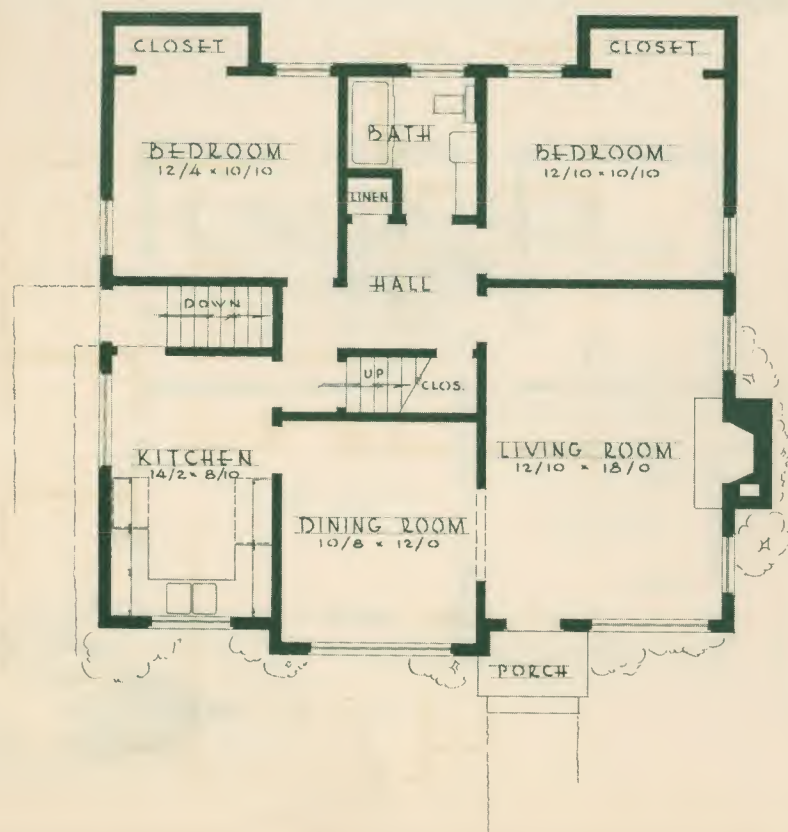 CLOSET
CLOSET
BEDROOM
12/4 × 10/10
BATH
BEDROOM
12/10 × 10/10
LINEN
HALL
DOWN
UP
CLOS.
KITCHEN
14/2 × 8/10
LIVING ROOM
12/10 × 18/0
DINING ROOM
10/8 × 12/0
PORCH